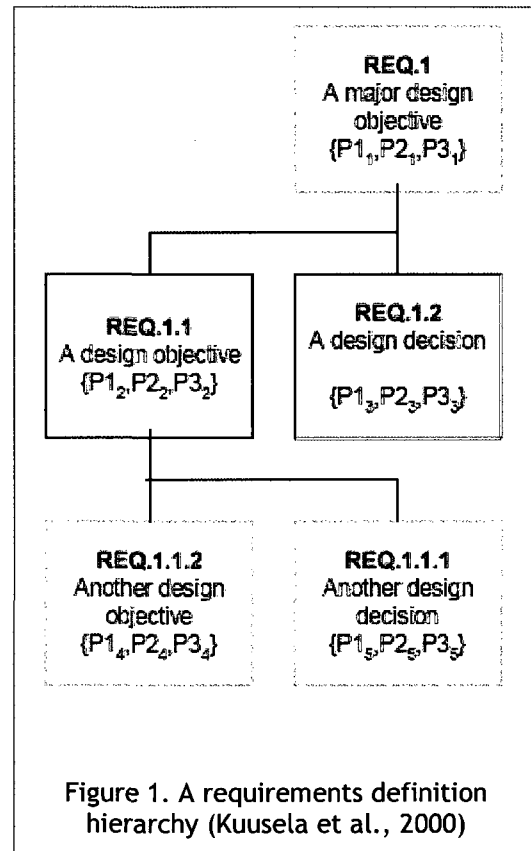 REQ.1
A major design
objective
{P1₁,P2₁,P3₁}
REQ.1.1
A design objective
{P1₂,P2₂,P3₂}
REQ.1.2
A design decision
{P1₃,P2₃,P3₃}
REQ.1.1.2
Another design
objective
{P1₄,P2₄,P3₄}
REQ.1.1.1
Another design
decision
{P1₅,P2₅,P3₅}
Figure 1. A requirements definition
hierarchy (Kuusela et al., 2000)